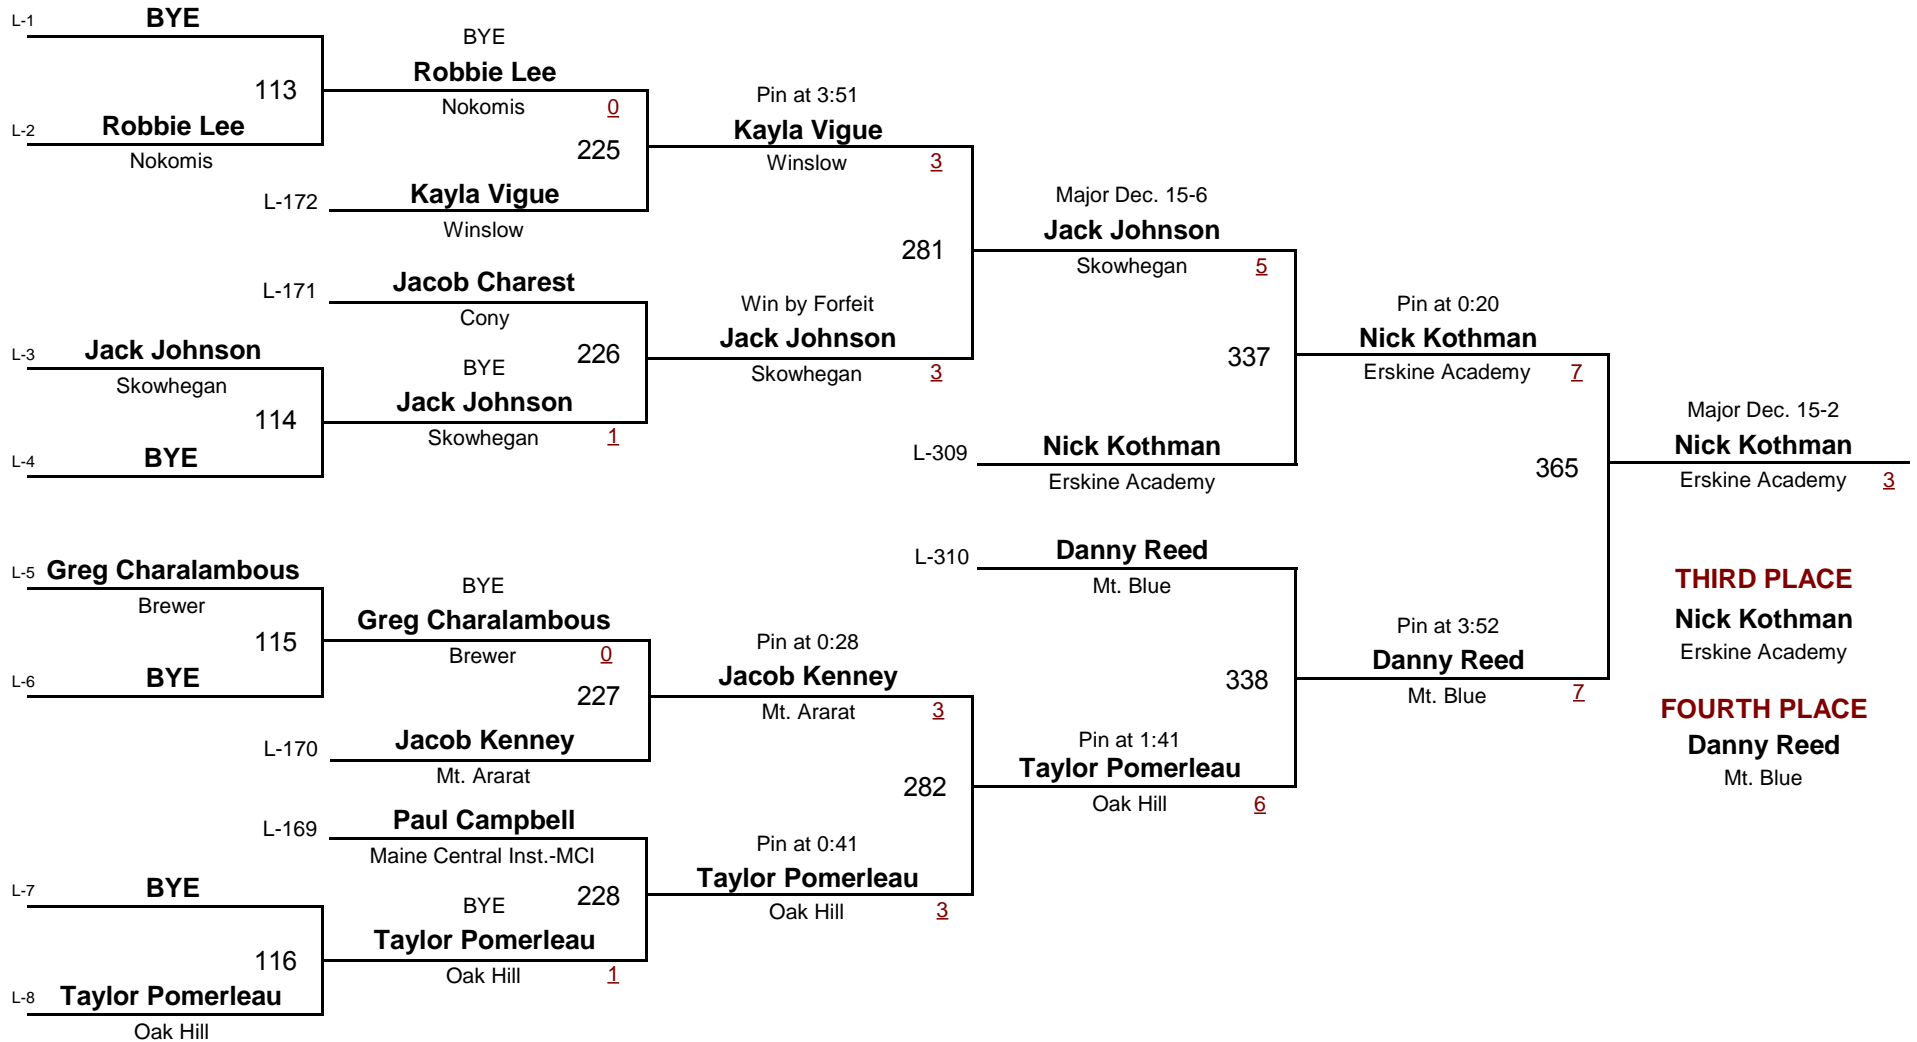 L-1
BYE
113
L-2
Robbie Lee
Nokomis
BYE
Robbie Lee
Nokomis
0
225
L-172
Kayla Vigue
Winslow
Pin at 3:51
Kayla Vigue
Winslow
3
L-171
Jacob Charest
Cony
226
L-3
Jack Johnson
Skowhegan
114
L-4
BYE
BYE
Jack Johnson
Skowhegan
1
Win by Forfeit
Jack Johnson
Skowhegan
3
281
Major Dec. 15-6
Jack Johnson
Skowhegan
5
337
L-309
Nick Kothman
Erskine Academy
Pin at 0:20
Nick Kothman
Erskine Academy
7
365
Major Dec. 15-2
Nick Kothman
Erskine Academy
3
L-5
Greg Charalambous
Brewer
115
L-6
BYE
BYE
Greg Charalambous
Brewer
0
227
L-170
Jacob Kenney
Mt. Ararat
Pin at 0:28
Jacob Kenney
Mt. Ararat
3
L-169
Paul Campbell
Maine Central Inst.-MCI
228
L-7
BYE
116
L-8
Taylor Pomerleau
Oak Hill
BYE
Taylor Pomerleau
Oak Hill
1
Pin at 0:41
Taylor Pomerleau
Oak Hill
3
282
Pin at 1:41
Taylor Pomerleau
Oak Hill
6
L-310
Danny Reed
Mt. Blue
338
Pin at 3:52
Danny Reed
Mt. Blue
7
THIRD PLACE
Nick Kothman
Erskine Academy
FOURTH PLACE
Danny Reed
Mt. Blue